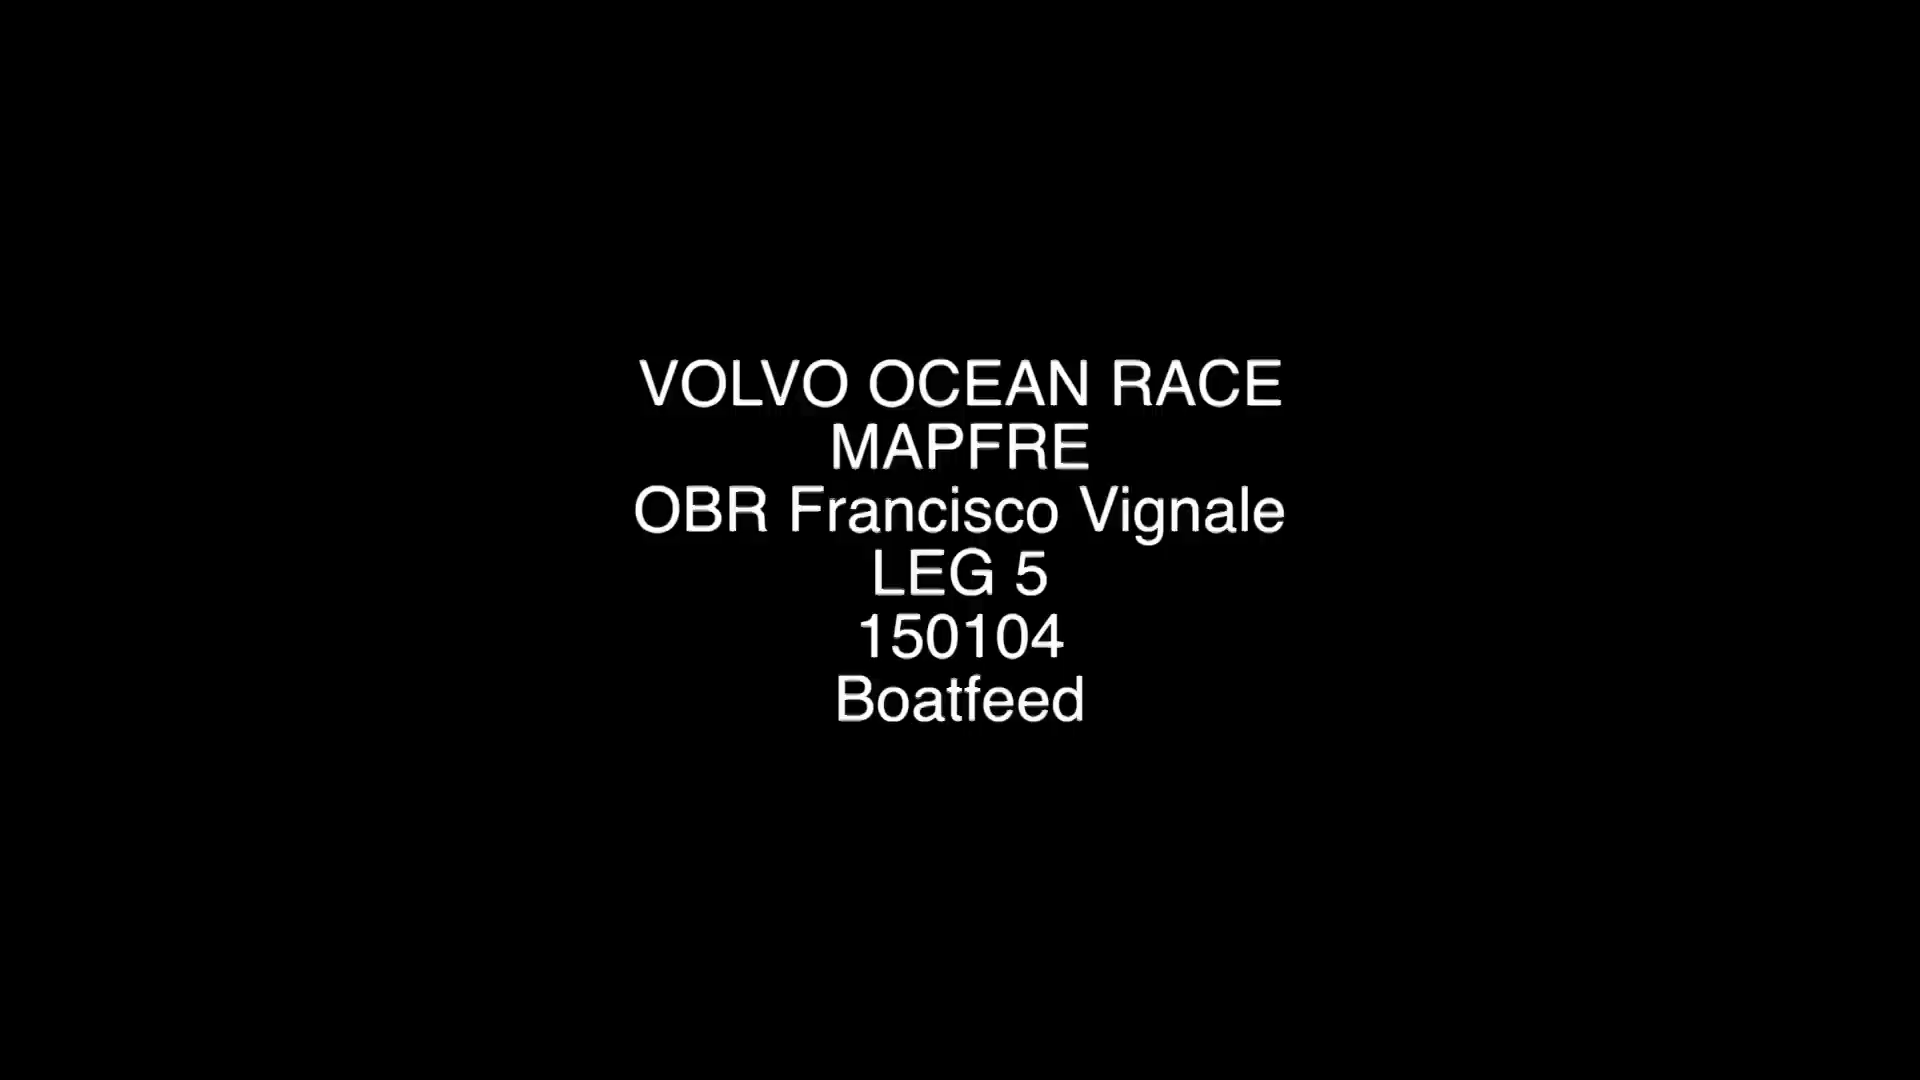 VOLVO OCEAN RACE
MAPFRE
OBR Francisco Vignale
LEG 5
150104
Boatfeed